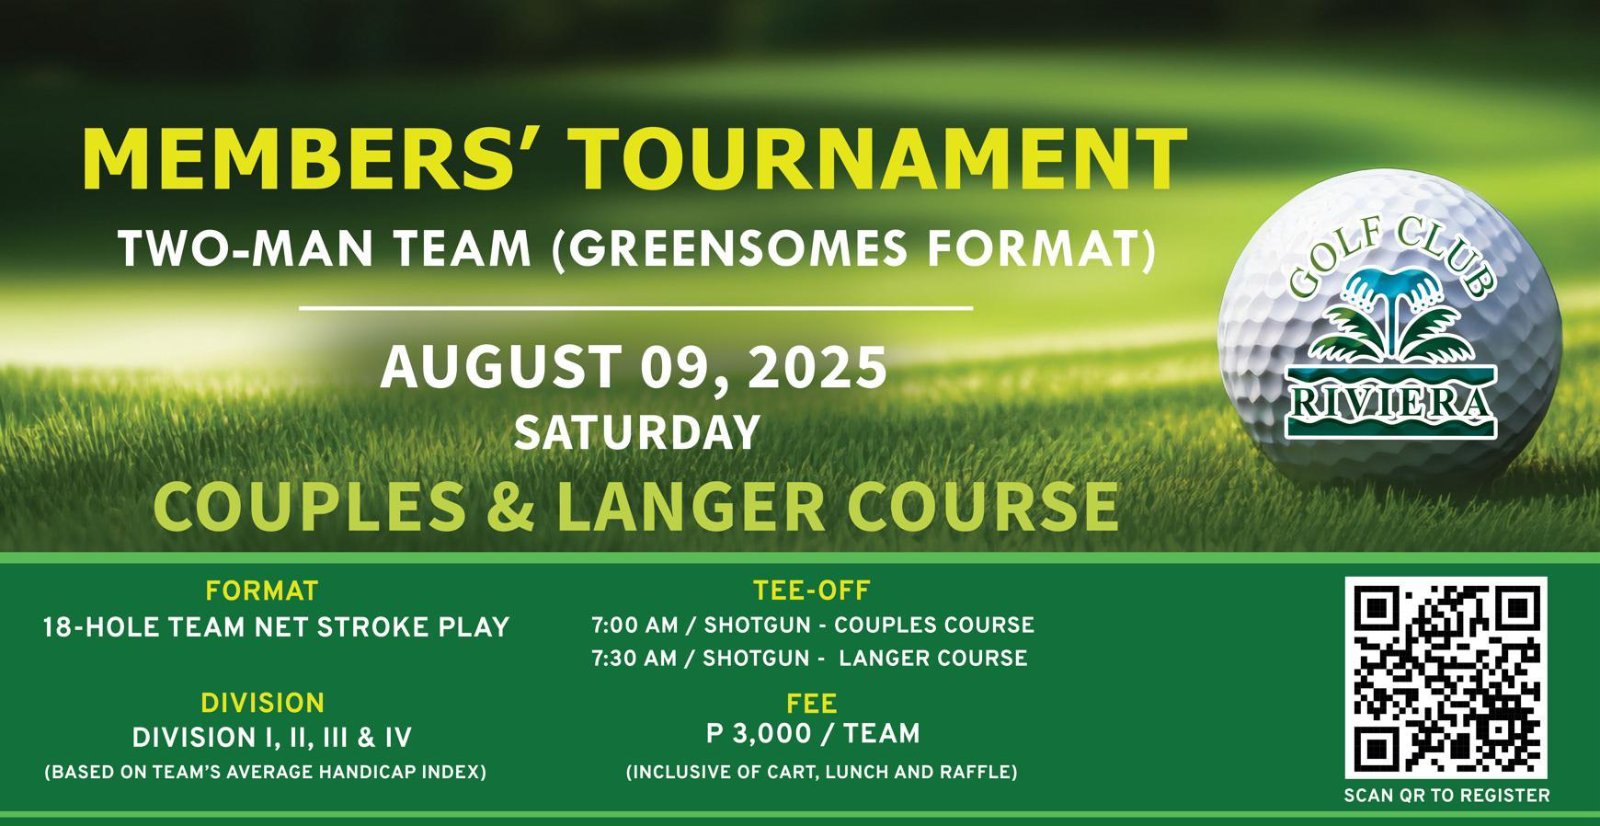 MEMBERS' TOURNAMENT
TWO-MAN TEAM (GREENSOMES FORMAT)
AUGUST 09, 2025
SATURDAY
COUPLES & LANGER COURSE
GOLF CLUB
RIVIERA
FORMAT
18-HOLE TEAM NET STROKE PLAY
DIVISION
DIVISION I, II, III & IV
(BASED ON TEAM'S AVERAGE HANDICAP INDEX)
TEE-OFF
7:00 AM / SHOTGUN - COUPLES COURSE
7:30 AM / SHOTGUN - LANGER COURSE
FEE
P 3,000 / TEAM
(INCLUSIVE OF CART, LUNCH AND RAFFLE)
SCAN QR TO REGISTER